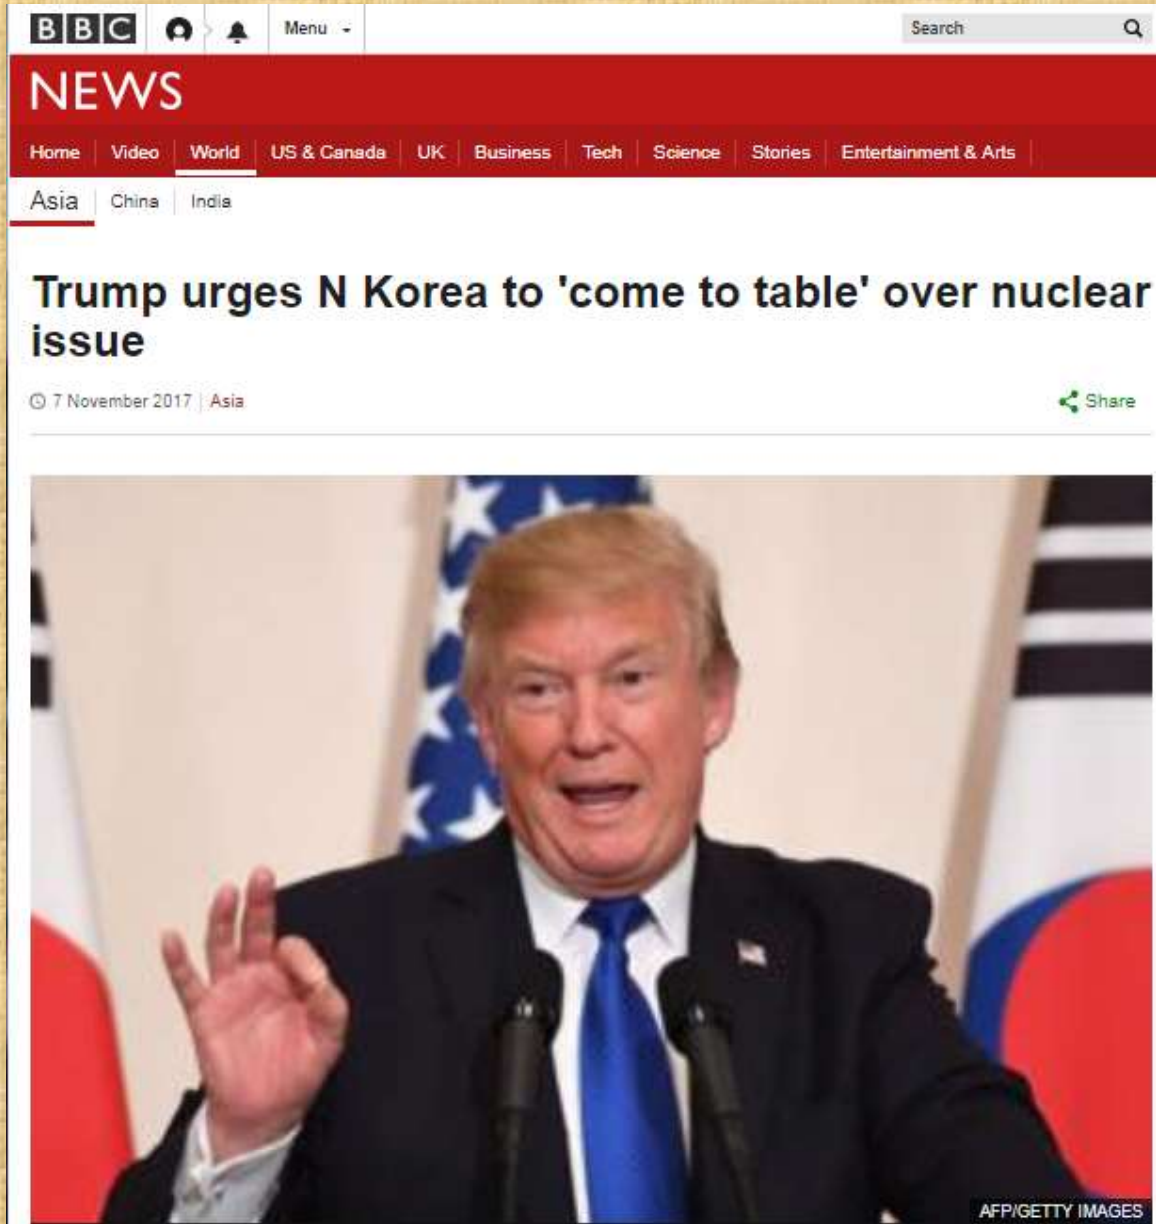 BBC
Menu
Search
NEWS
Home Video World US & Canada UK Business Tech Science Stories Entertainment & Arts
Asia China India
Trump urges N Korea to 'come to table' over nuclear
issue
7 November 2017 Asia
Share
AFP/GETTY IMAGES